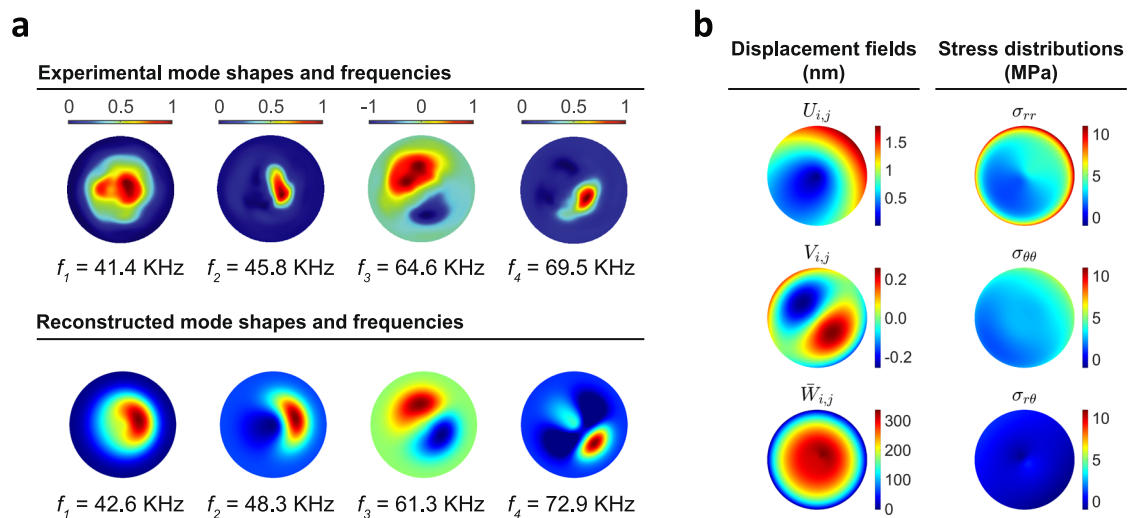 a
Experimental mode shapes and frequencies
0 0.5 1
0 0.5 1
-1 0 1
0 0.5 1
f1 = 41.4 KHz
f2 = 45.8 KHz
f3 = 64.6 KHz
f4 = 69.5 KHz
Reconstructed mode shapes and frequencies
f1 = 42.6 KHz
f2 = 48.3 KHz
f3 = 61.3 KHz
f4 = 72.9 KHz
b
Displacement fields
(nm)
Stress distributions
(MPa)
Ui,j
1.5
1
0.5
σrr
10
5
0
Vi,j
0.2
0.0
-0.2
σθθ
10
5
0
W̄i,j
300
200
100
0
σrθ
10
5
0